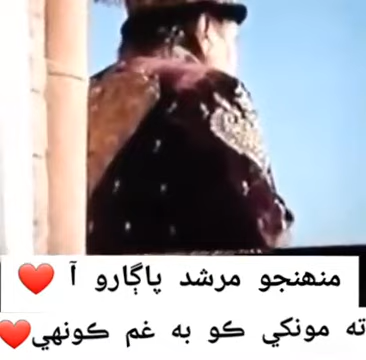 منهنجو مرشد پاڳارو آ ❤️
ته مونکي ڪو به غم ڪونهي❤️